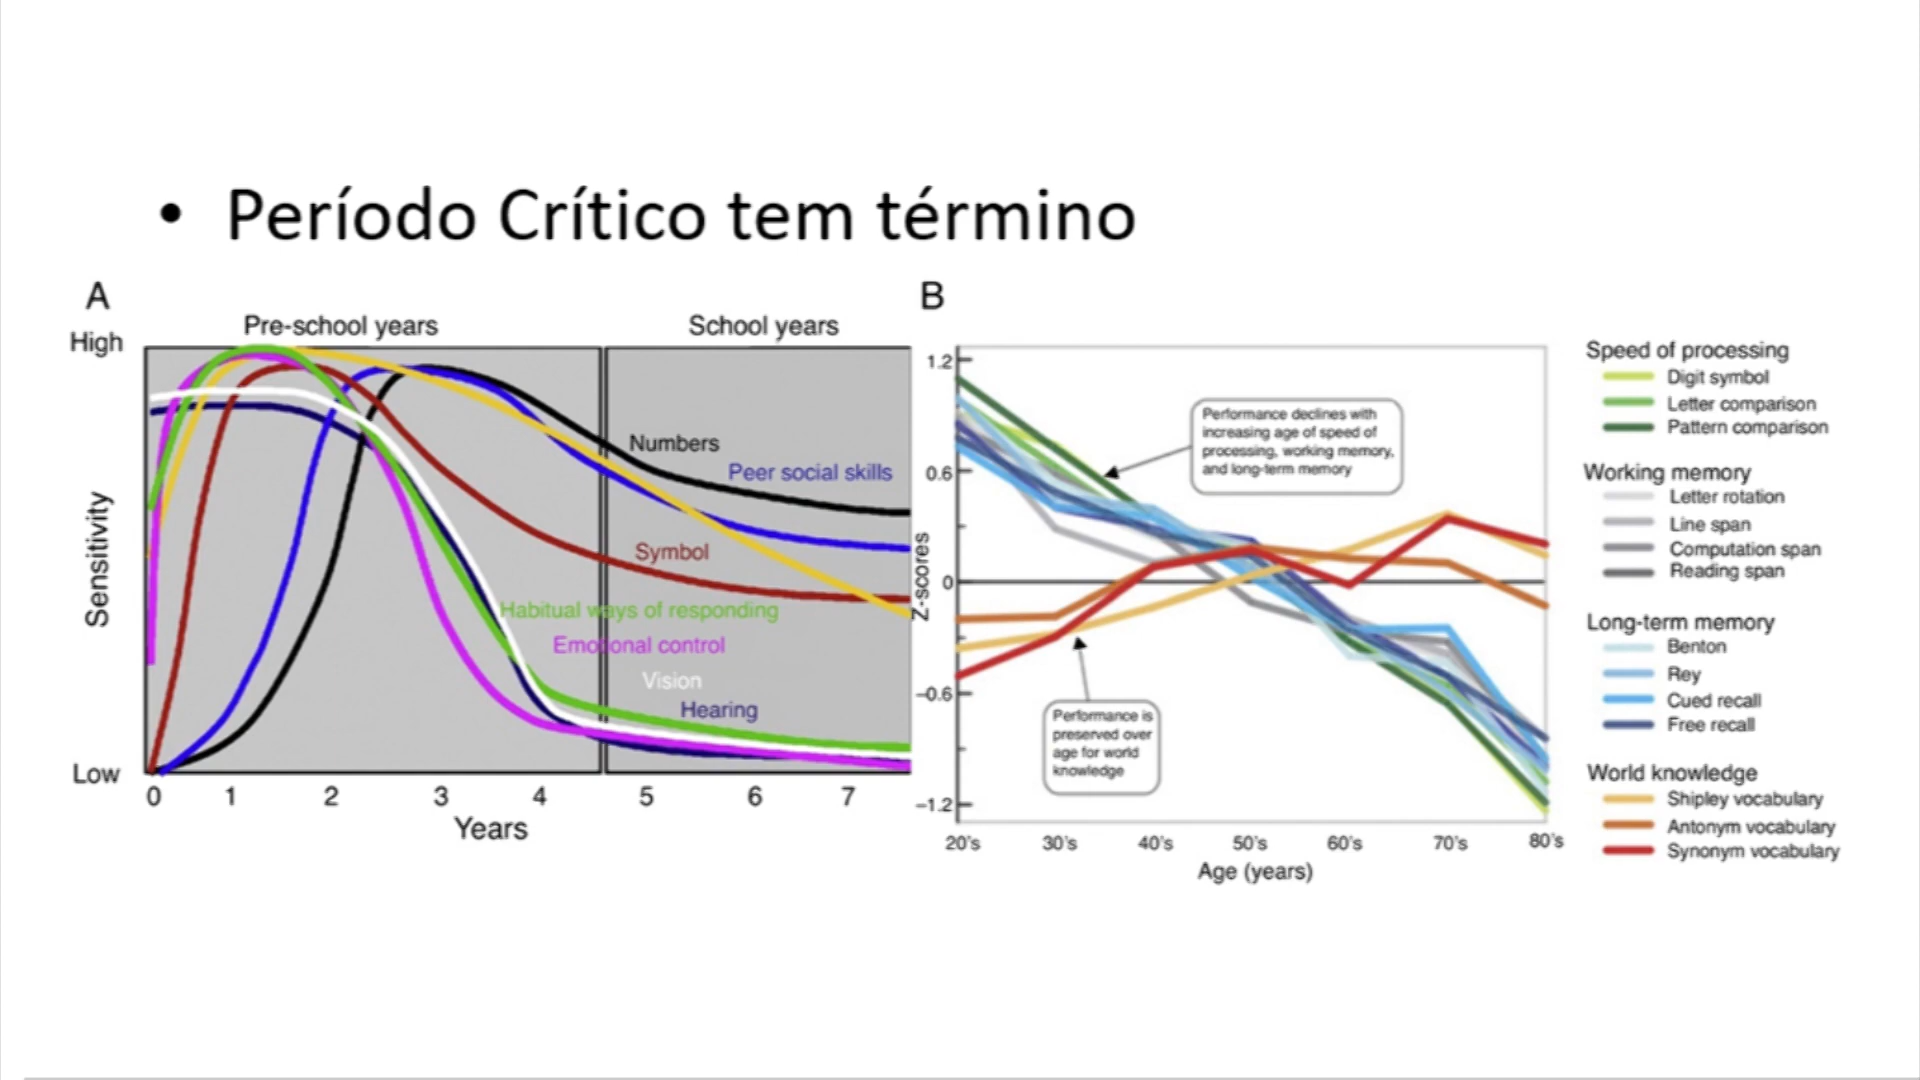 • Período Crítico tem término
A
Pre-school years
School years
High
Sensitivity
Low
Numbers
Peer social skills
Symbol
Habitual ways of responding
Emotional control
Vision
Hearing
0 1 2 3 4 5 6 7
Years
B
1.2
0.6
0
−0.6
−1.2
Z-scores
Performance declines with
increasing age of speed of
processing, working memory,
and long-term memory
Performance is
preserved over
age for world
knowledge
20's 30's 40's 50's 60's 70's 80's
Age (years)
Speed of processing
Digit symbol
Letter comparison
Pattern comparison
Working memory
Letter rotation
Line span
Computation span
Reading span
Long-term memory
Benton
Rey
Cued recall
Free recall
World knowledge
Shipley vocabulary
Antonym vocabulary
Synonym vocabulary